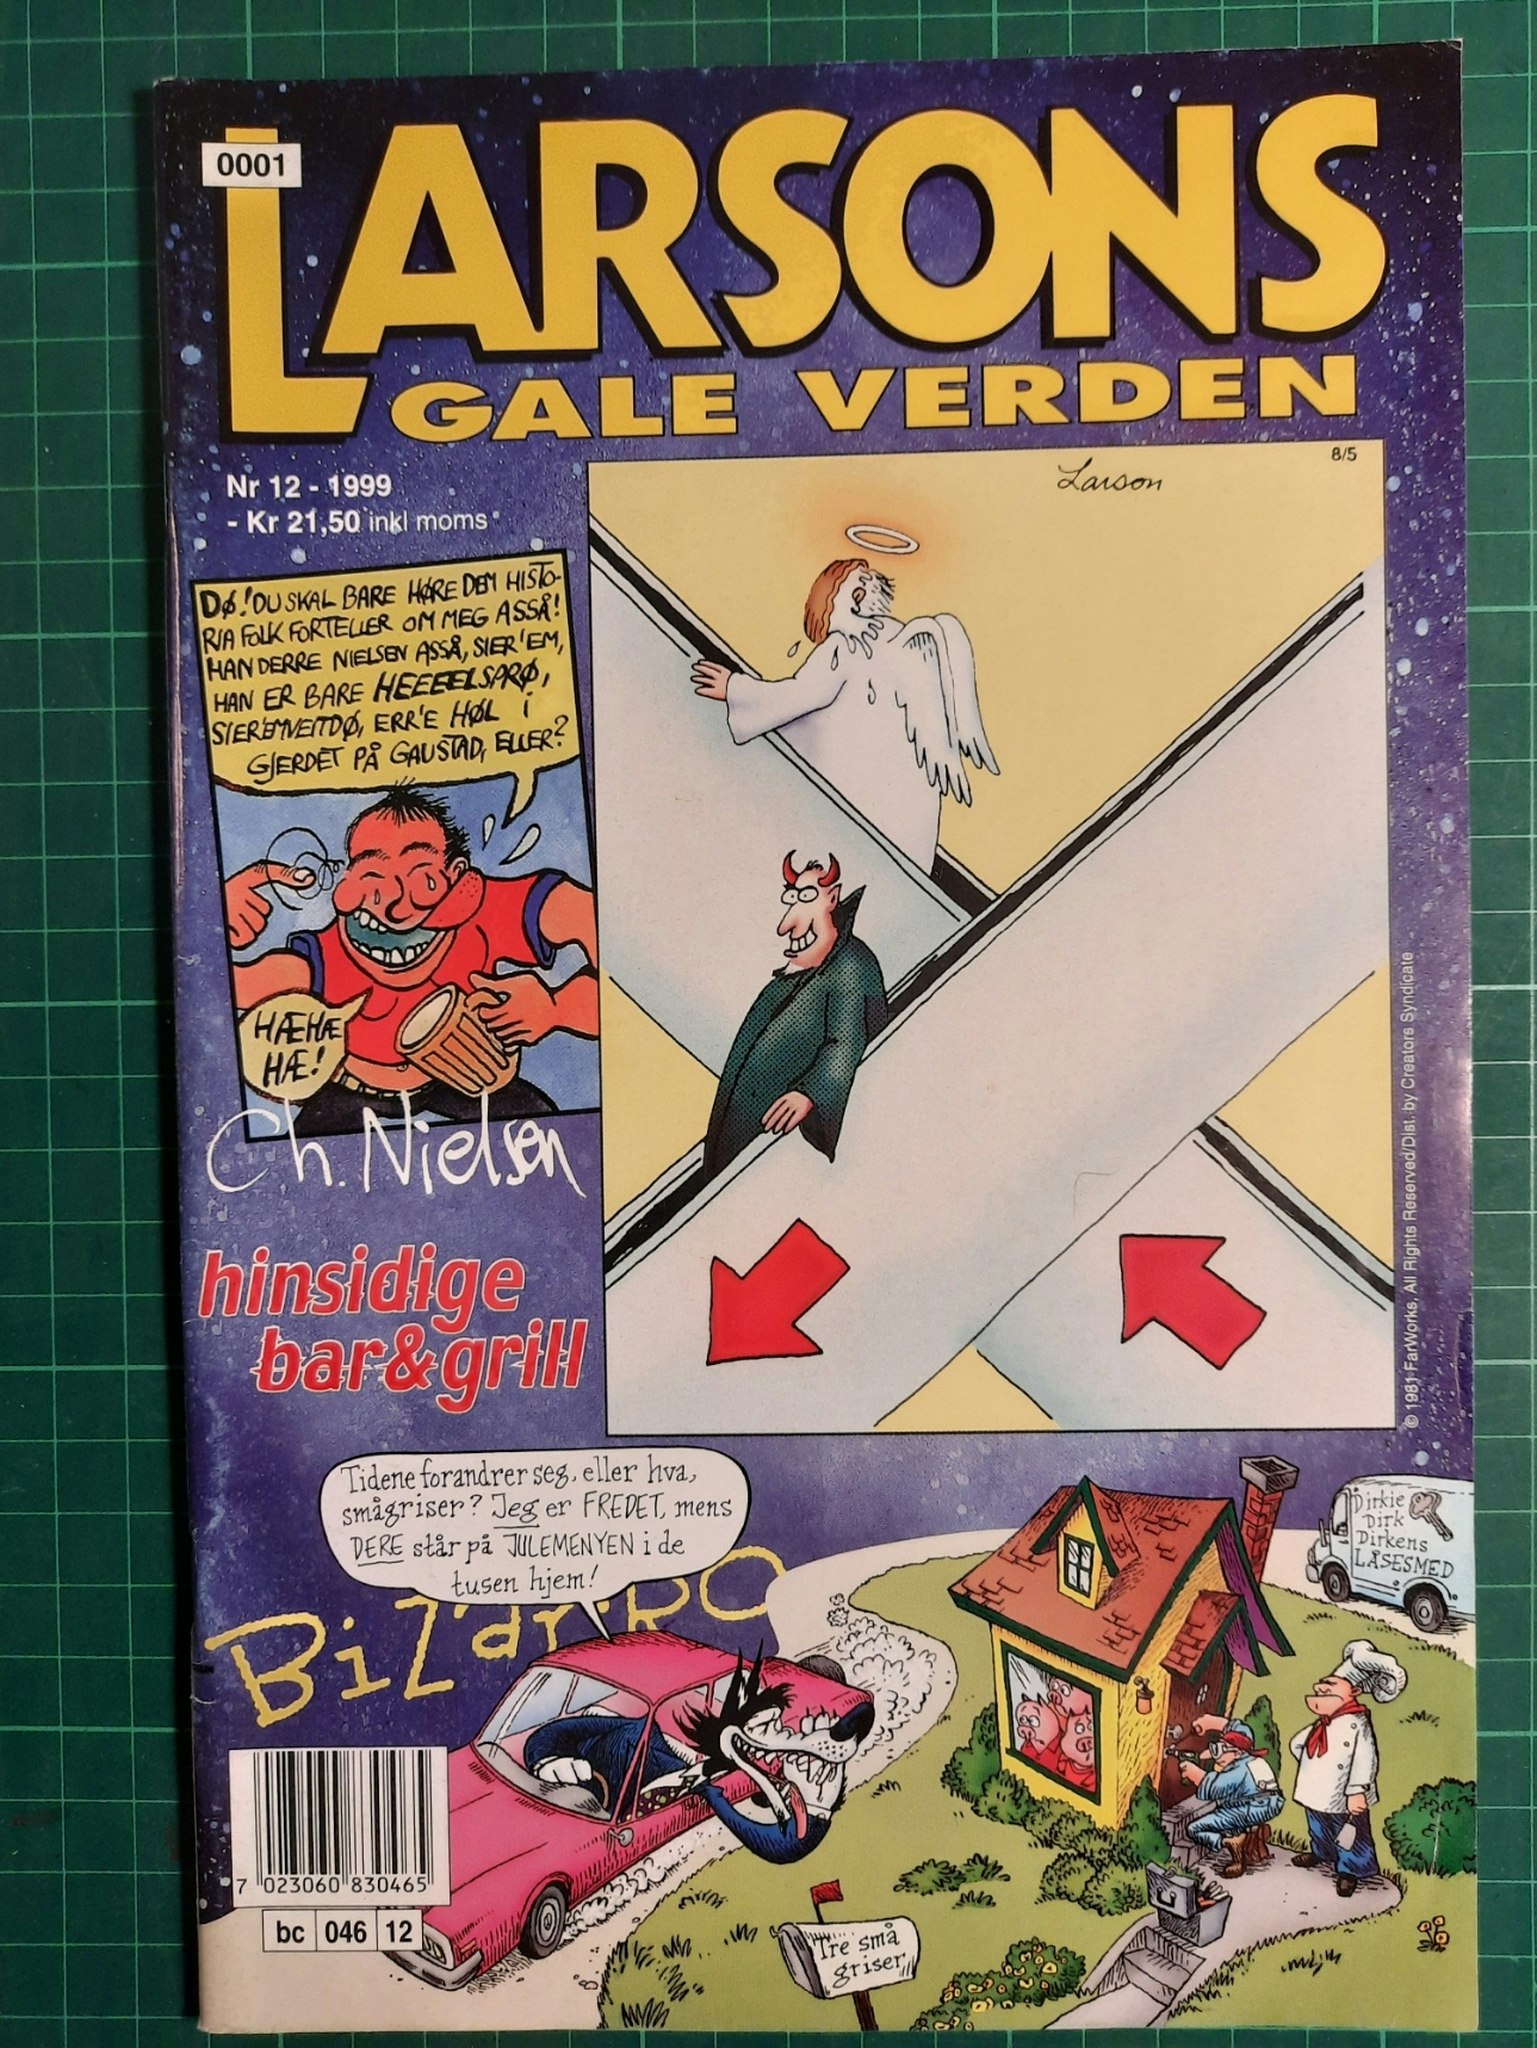 0001
LARSONS
GALE VERDEN
Nr 12 - 1999
- Kr 21,50 inkl moms
8/5
Larson
DØ! DU SKAL BARE HØRE DEM HISTO-
RIA FOLK FORTELLER OM MEG ASSÅ!
HAN DERRE NIELSEN ASSÅ, SIER'EM,
HAN ER BARE HEEEELSPRØ,
SIER'EMVEITDØ, ERR'E HØL I
GJERDET PÅ GAUSTAD, ELLER?
HÆHÆ
HÆ!
Ch. Nielsen
hinsidige
bar&grill
© 1981 FarWorks. All Rights Reserved/Dist. by Creators Syndicate
Tidene forandrer seg, eller hva,
smågriser? Jeg er FREDET, mens
DERE står på JULEMENYEN i de
tusen hjem!
BiZarRO
Dirkie
Dirk
Dirkens
LÅSESMED
Tre små
griser
7 023060 830465
bc 046 12